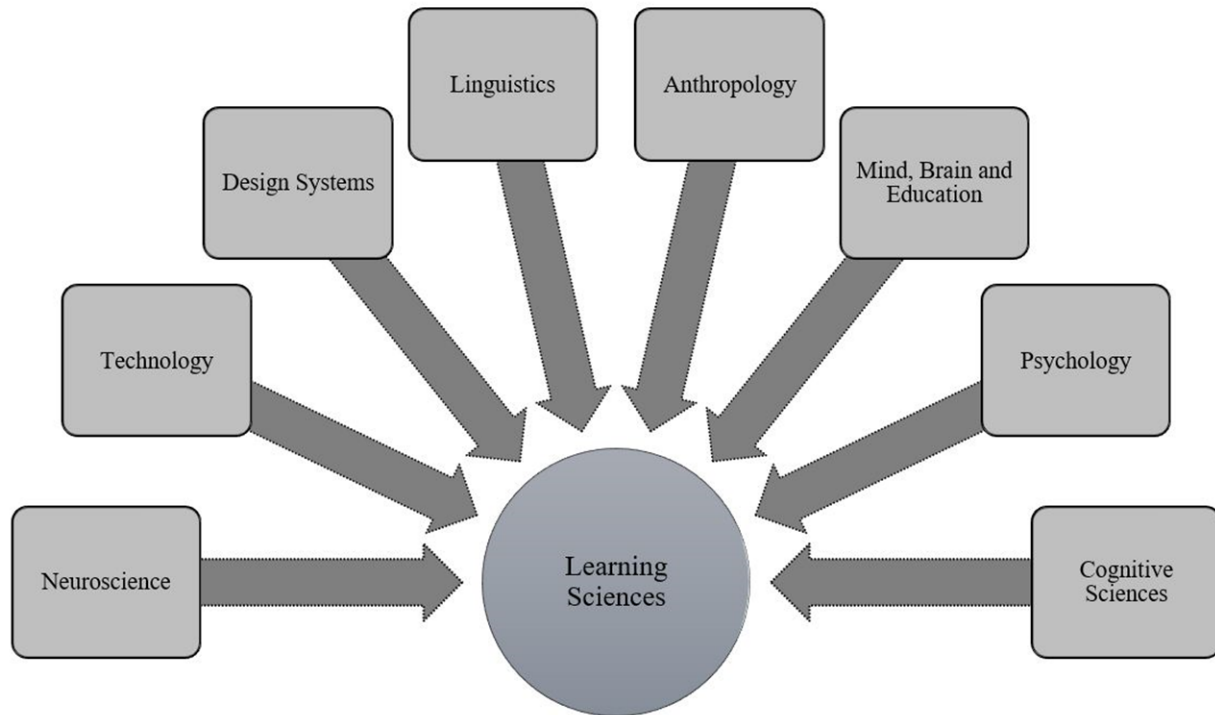 Linguistics
Anthropology
Design Systems
Mind, Brain and
Education
Technology
Psychology
Neuroscience
Learning
Sciences
Cognitive
Sciences